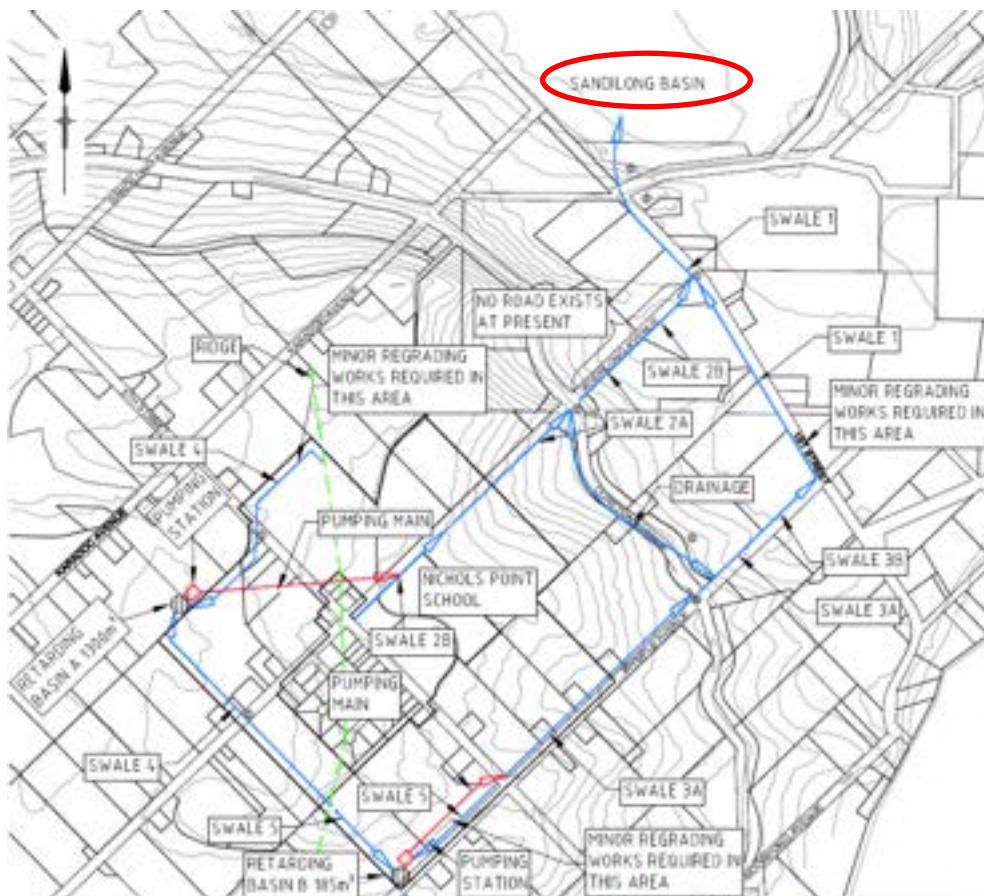 SANDILONG BASIN
SWALE 1
NO ROAD EXISTS
AT PRESENT
RIDGE
MINOR REGRADING
WORKS REQUIRED IN
THIS AREA
SWALE 1
SWALE 2B
MINOR REGRADING
WORKS REQUIRED IN
THIS AREA
SWALE 2A
SWALE 4
PUMPING
STATION
DRAINAGE
PUMPING MAIN
SWALE 3B
NICHOLS POINT
SCHOOL
SWALE 3A
RETARDING
BASIN A 1300m³
SWALE 2B
PUMPING
MAIN
SWALE 4
SWALE 5
SWALE 3A
SWALE 5
MINOR REGRADING
WORKS REQUIRED IN
THIS AREA
RETARDING
BASIN B 185m³
PUMPING
STATION